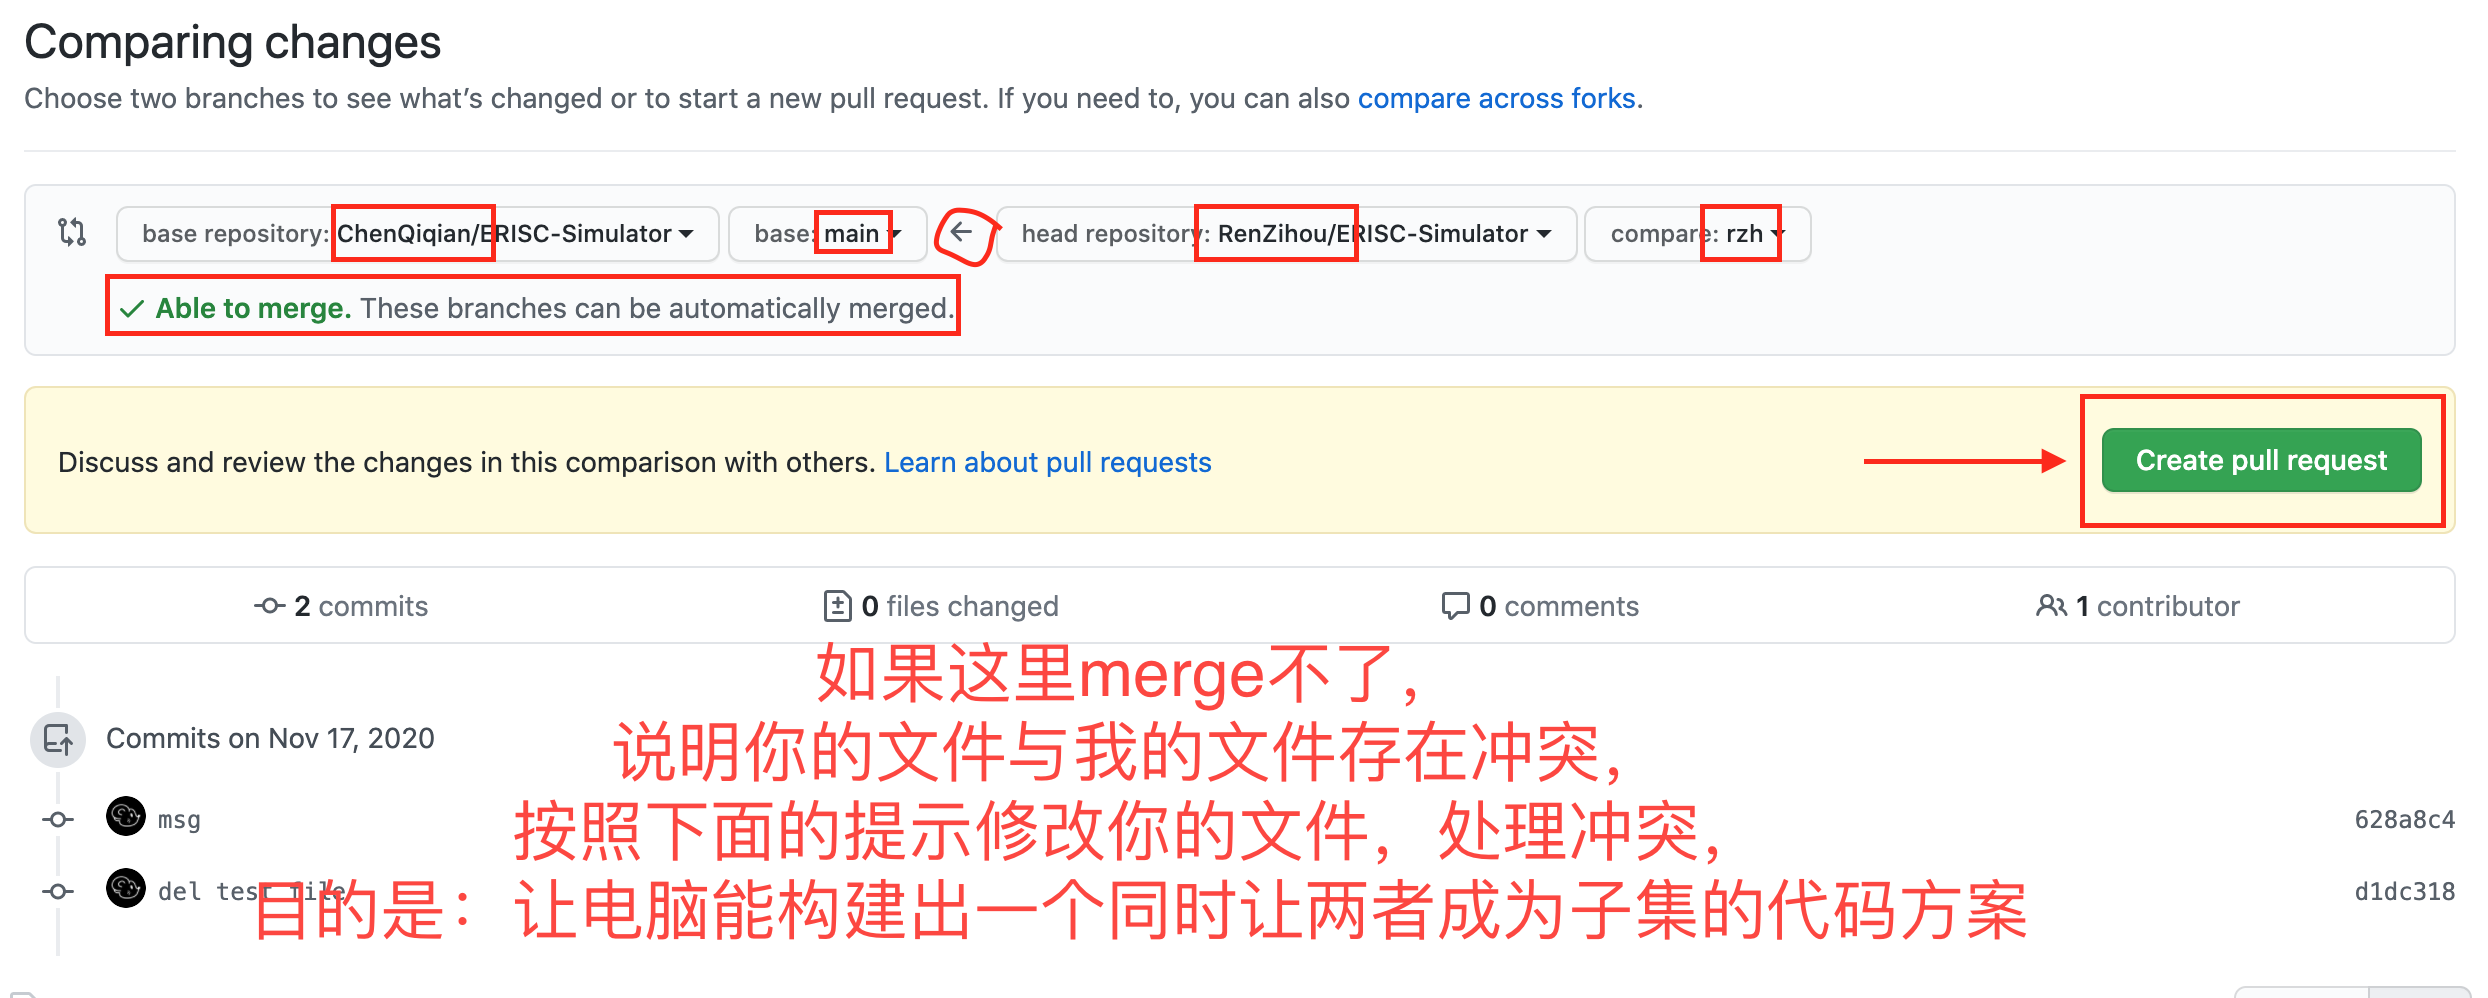 Comparing changes
Choose two branches to see what's changed or to start a new pull request. If you need to, you can also compare across forks.
base repository: ChenQiqian/ERISC-Simulator base: main head repository: RenZihou/ERISC-Simulator compare: rzh
Able to merge. These branches can be automatically merged.
Discuss and review the changes in this comparison with others. Learn about pull requests
Create pull request
2 commits 0 files changed 0 comments 1 contributor
如果这里merge不了，
说明你的文件与我的文件存在冲突，
Commits on Nov 17, 2020
按照下面的提示修改你的文件，处理冲突，
msg 628a8c4
目的是：让电脑能构建出一个同时让两者成为子集的代码方案
del test file d1dc318